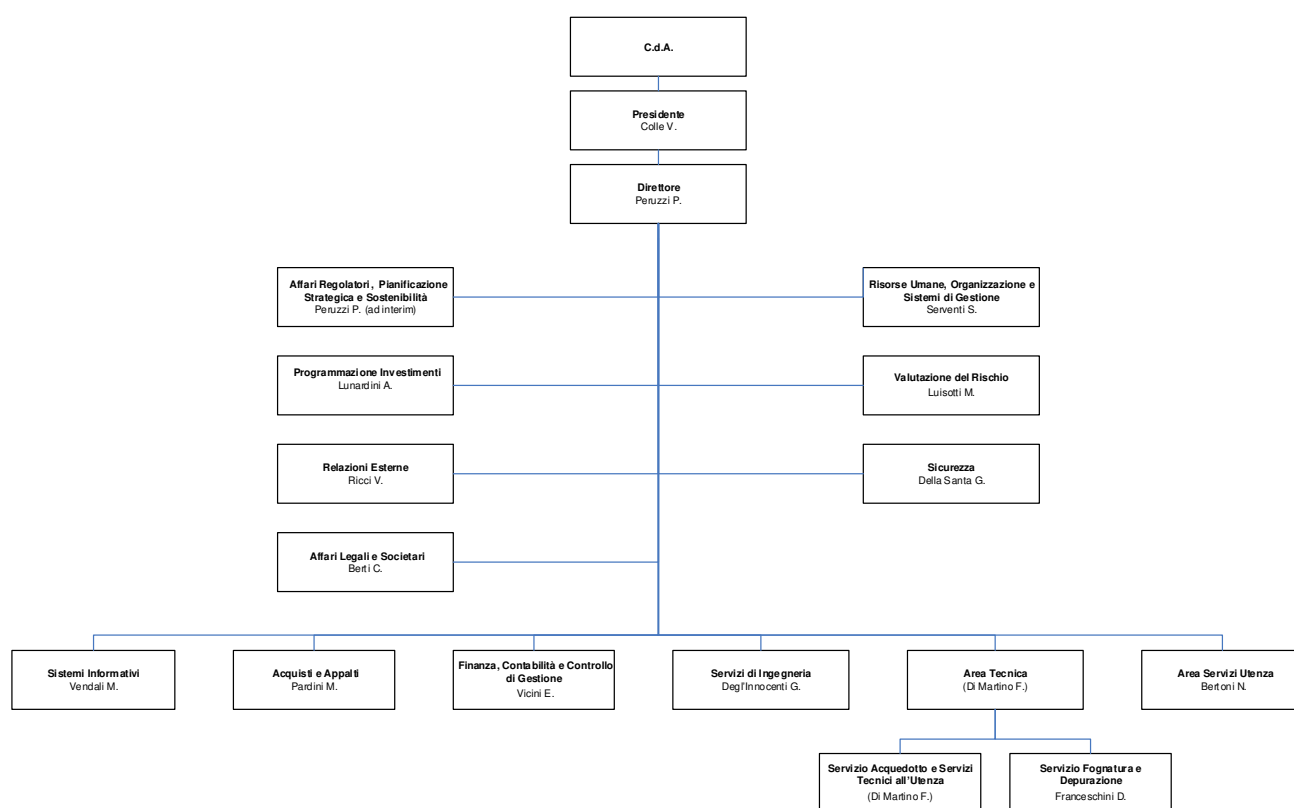 C.d.A.
Presidente
Colle V.
Direttore
Peruzzi P.
Affari Regolatori, Pianificazione
Strategica e Sostenibilità
Peruzzi P. (ad interim)
Risorse Umane, Organizzazione e
Sistemi di Gestione
Serventi S.
Programmazione Investimenti
Lunardini A.
Valutazione del Rischio
Luisotti M.
Relazioni Esterne
Ricci V.
Sicurezza
Della Santa G.
Affari Legali e Societari
Berti C.
Sistemi Informativi
Vendali M.
Acquisti e Appalti
Pardini M.
Finanza, Contabilità e Controllo
di Gestione
Vicini E.
Servizi di Ingegneria
Degl'Innocenti G.
Area Tecnica
(Di Martino F.)
Area Servizi Utenza
Bertoni N.
Servizio Acquedotto e Servizi
Tecnici all'Utenza
(Di Martino F.)
Servizio Fognatura e
Depurazione
Franceschini D.